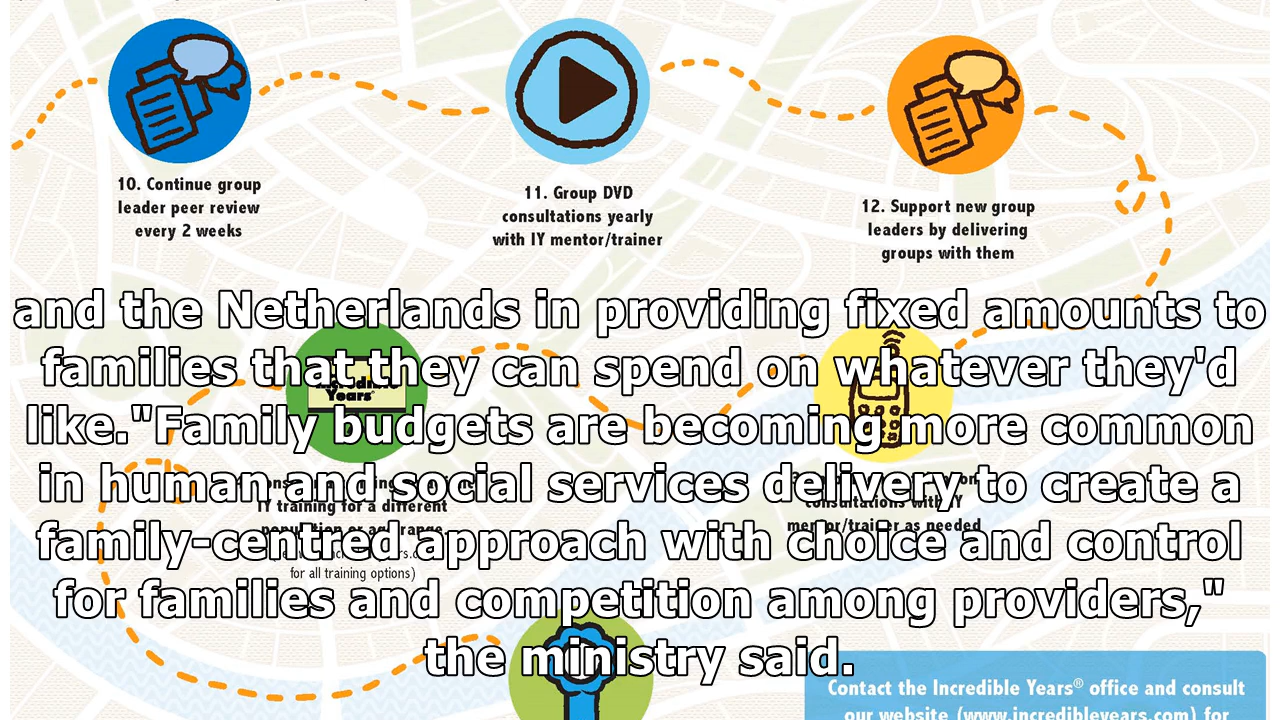 10. Continue group
leader peer review
every 2 weeks
11. Group DVD
consultations yearly
with IY mentor/trainer
12. Support new group
leaders by delivering
groups with them
and the Netherlands in providing fixed amounts to
families that they can spend on whatever they'd
like."Family budgets are becoming more common
in human and social services delivery to create a
family-centred approach with choice and control
for families and competition among providers,"
the ministry said.
Incredible
Years
IY training for a different
for all training options)
consultations with IY
mentor/trainer as needed
Contact the Incredible Years® office and consult
our website (www.incredibleyears.com) for